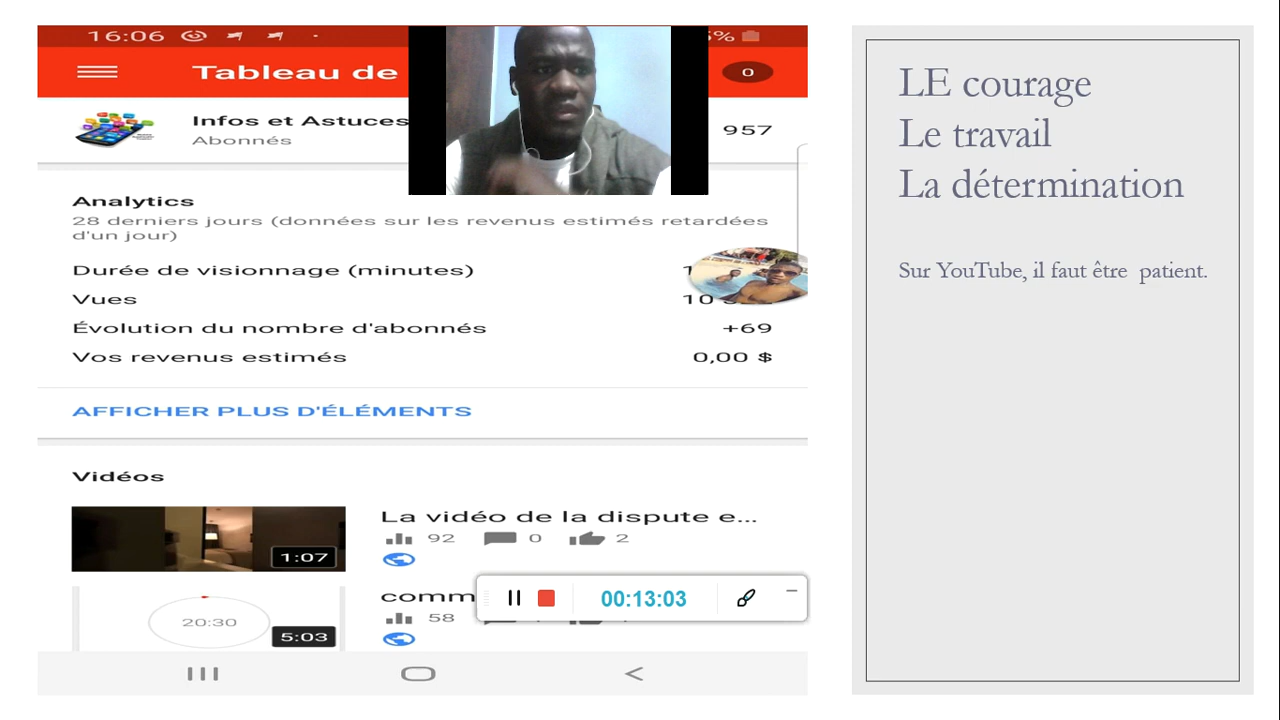 16:06
Tableau de
0
Infos et Astuces
Abonnés
957
Analytics
28 derniers jours (données sur les revenus estimés retardées
d'un jour)
Durée de visionnage (minutes)
Vues
10
Évolution du nombre d'abonnés
+69
Vos revenus estimés
0,00 $
AFFICHER PLUS D'ÉLÉMENTS
Vidéos
La vidéo de la dispute e...
92 0 2
1:07
comm
58
20:30
5:03
00:13:03
LE courage
Le travail
La détermination
Sur YouTube, il faut être patient.